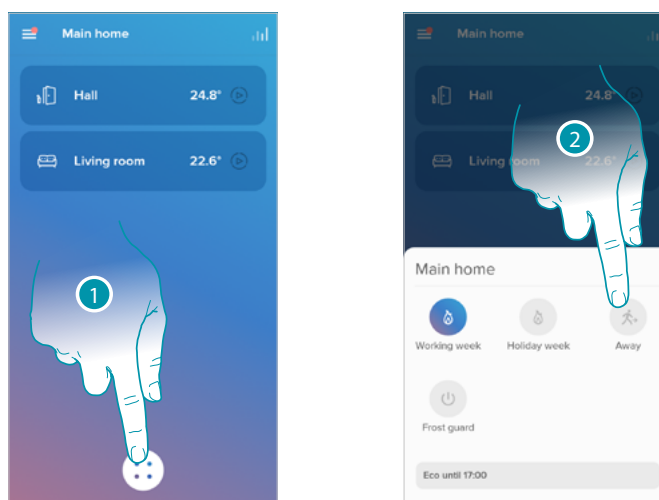 Main home
Hall 24.8°
Living room 22.6°
1
Main home
Hall 24.8°
Living room 22.6°
2
Main home
Working week Holiday week Away
Frost guard
Eco until 17:00